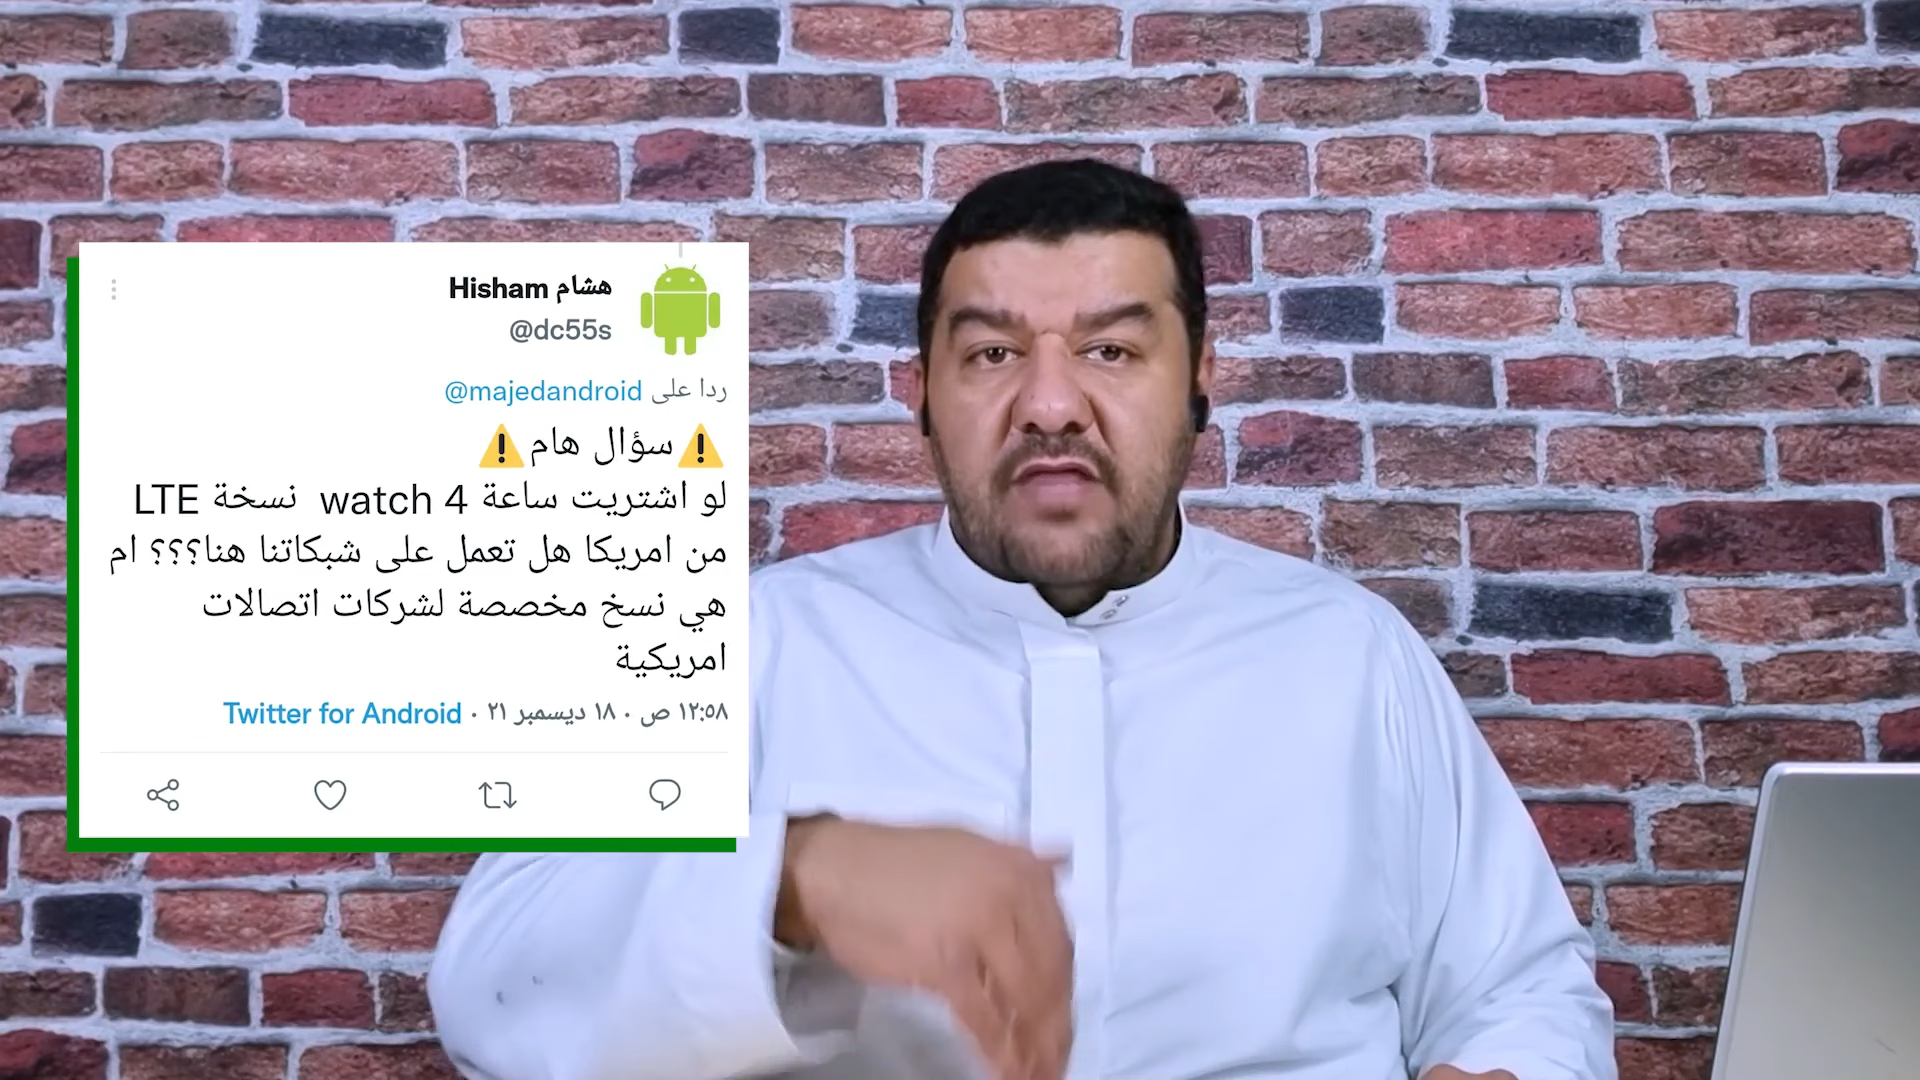 هشام Hisham
@dc55s
ردا على @majedandroid
⚠️سؤال هام⚠️
لو اشتريت ساعة watch 4 نسخة LTE
من امريكا هل تعمل على شبكاتنا هنا؟؟؟ ام
هي نسخ مخصصة لشركات اتصالات
امريكية
١٢:٥٨ ص · ١٨ ديسمبر ٢١ · Twitter for Android